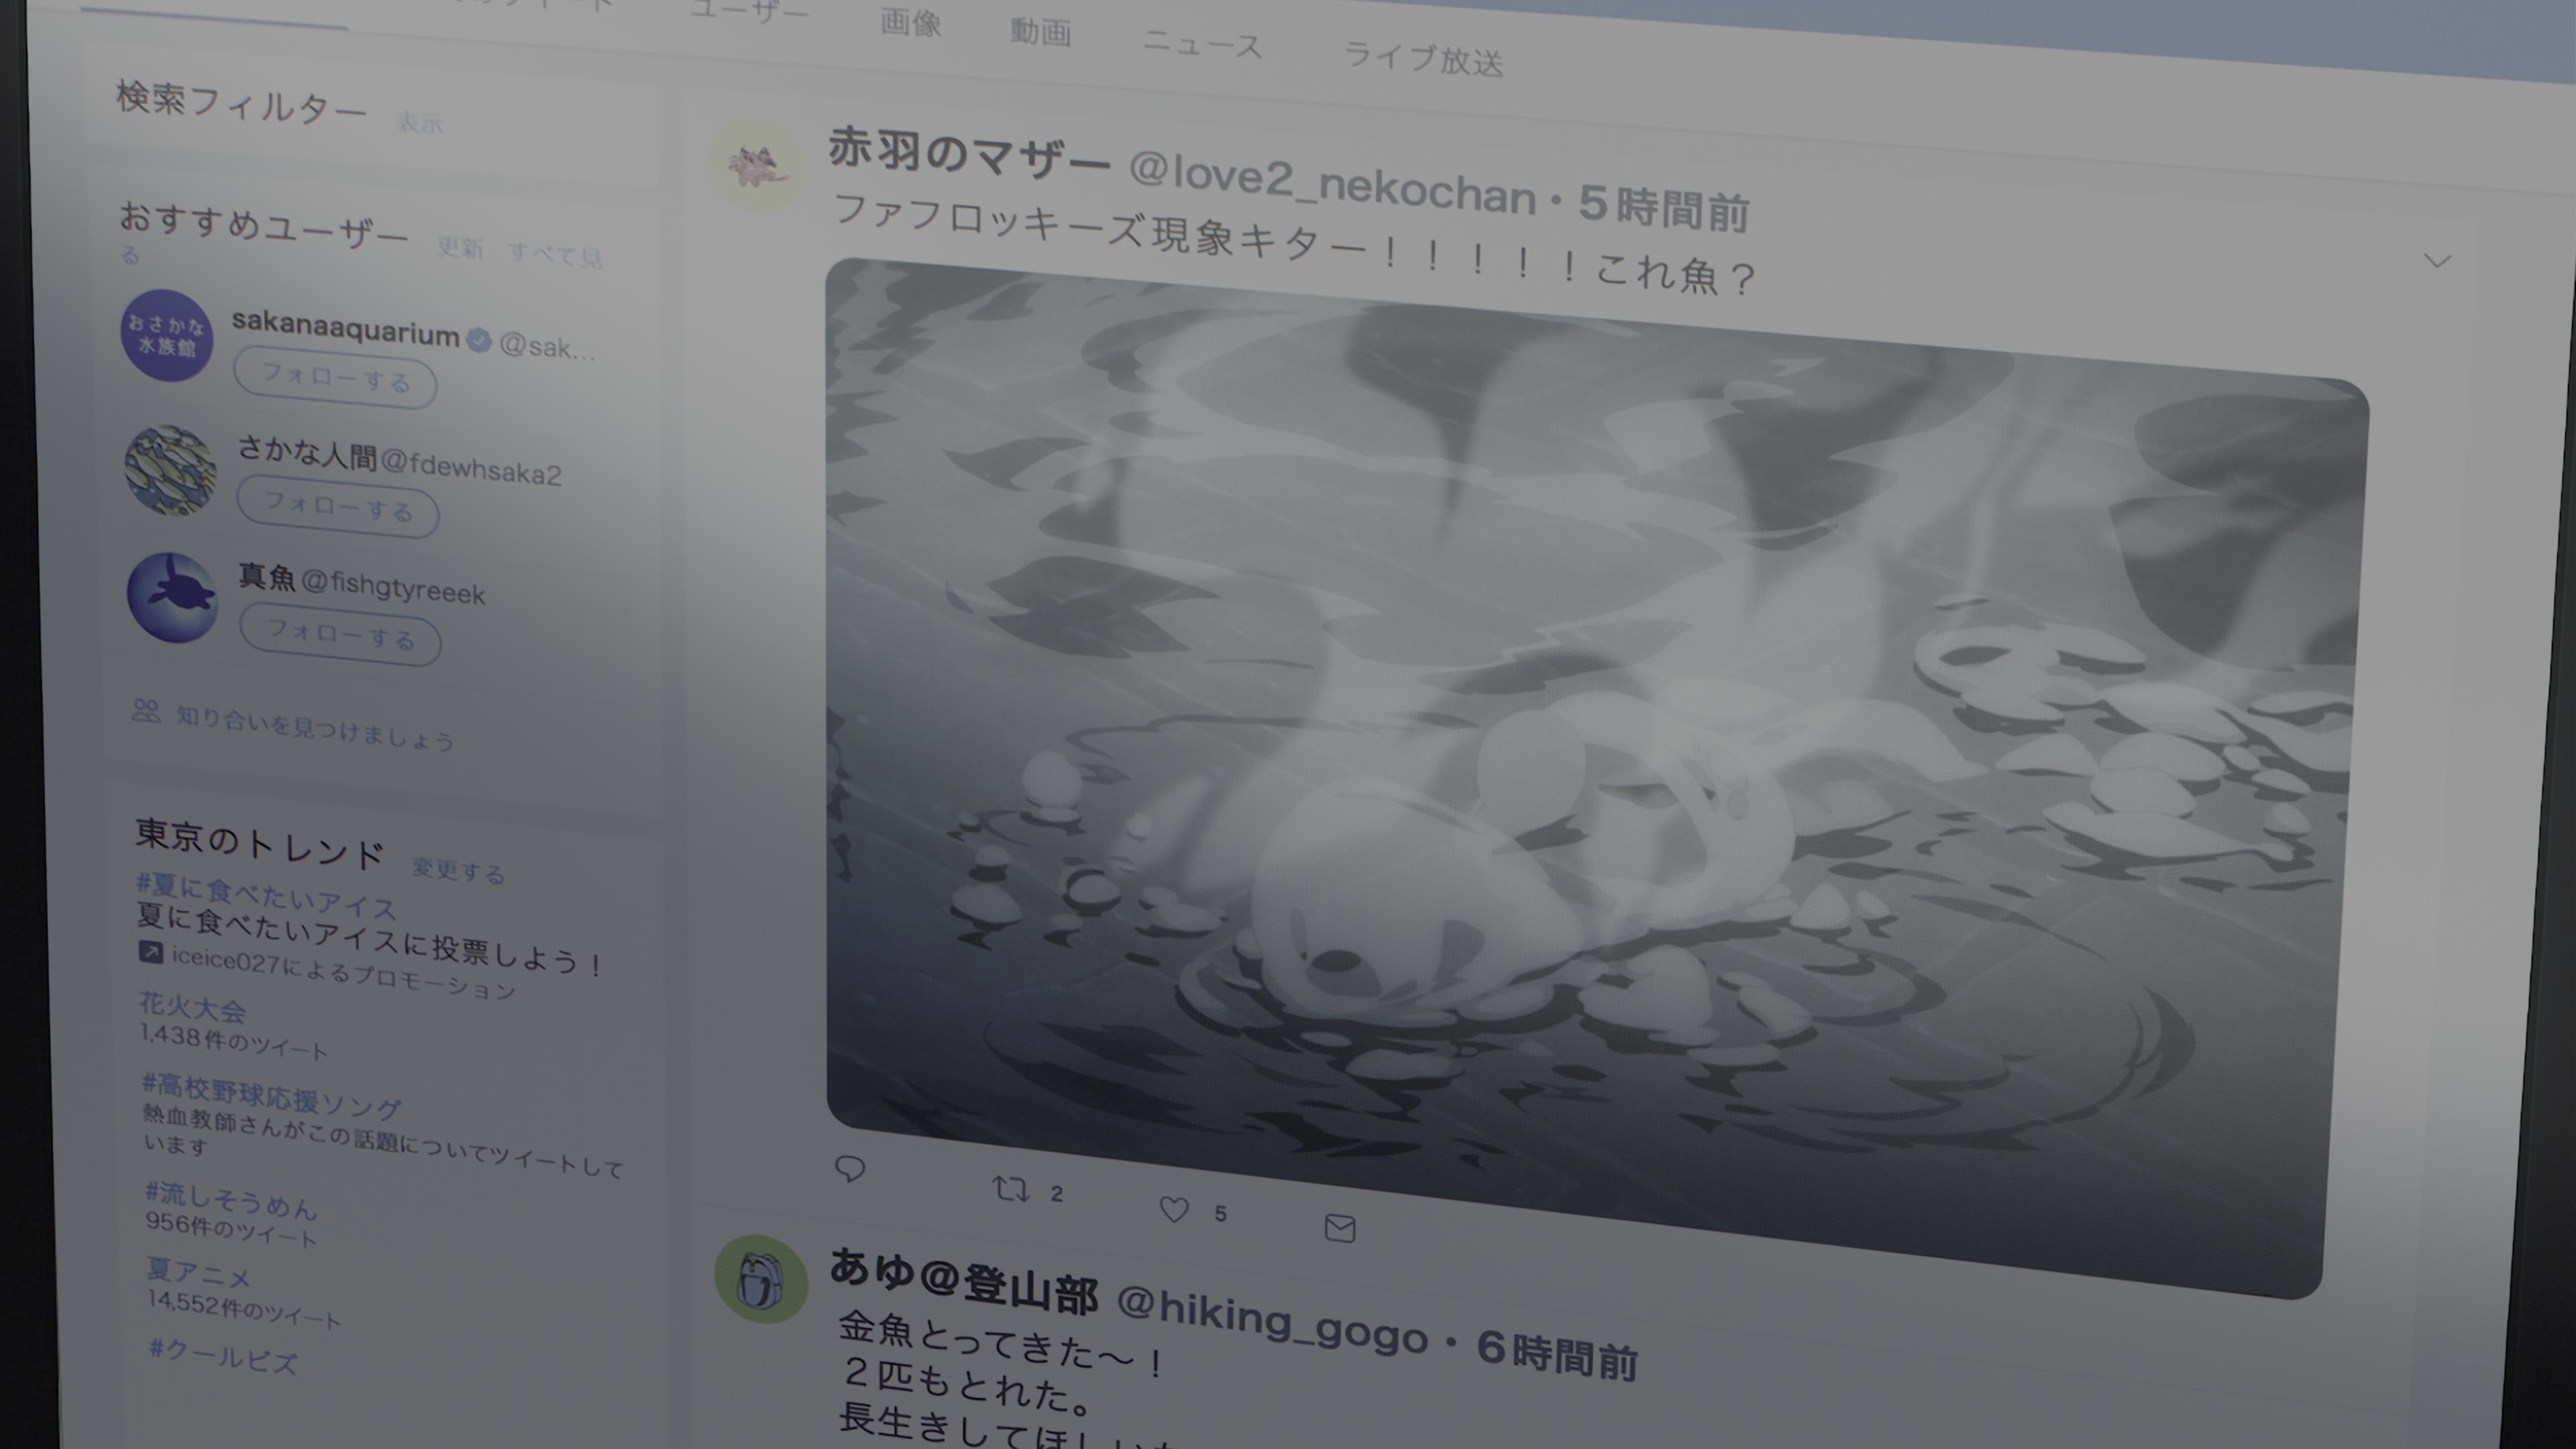 ユーザー
画像
動画
ニュース
ライブ放送
検索フィルター 表示
おすすめユーザー 更新 すべて見
る
おさかな
水族館
sakanaaquarium @sak...
フォローする
さかな人間@fdewhsaka2
フォローする
真魚@fishgtyreeek
フォローする
知り合いを見つけましょう
東京のトレンド 変更する
#夏に食べたいアイス
夏に食べたいアイスに投票しよう！
iceice027によるプロモーション
花火大会
1,438件のツイート
#高校野球応援ソング
熱血教師さんがこの話題についてツイートして
います
#流しそうめん
956件のツイート
夏アニメ
14,552件のツイート
#クールビズ
赤羽のマザー @love2_nekochan・5時間前
ファフロッキーズ現象キター！！！！！これ魚？
2
5
あゆ@登山部 @hiking_gogo・6時間前
金魚とってきた〜！
２匹もとれた。
長生きしてほしい